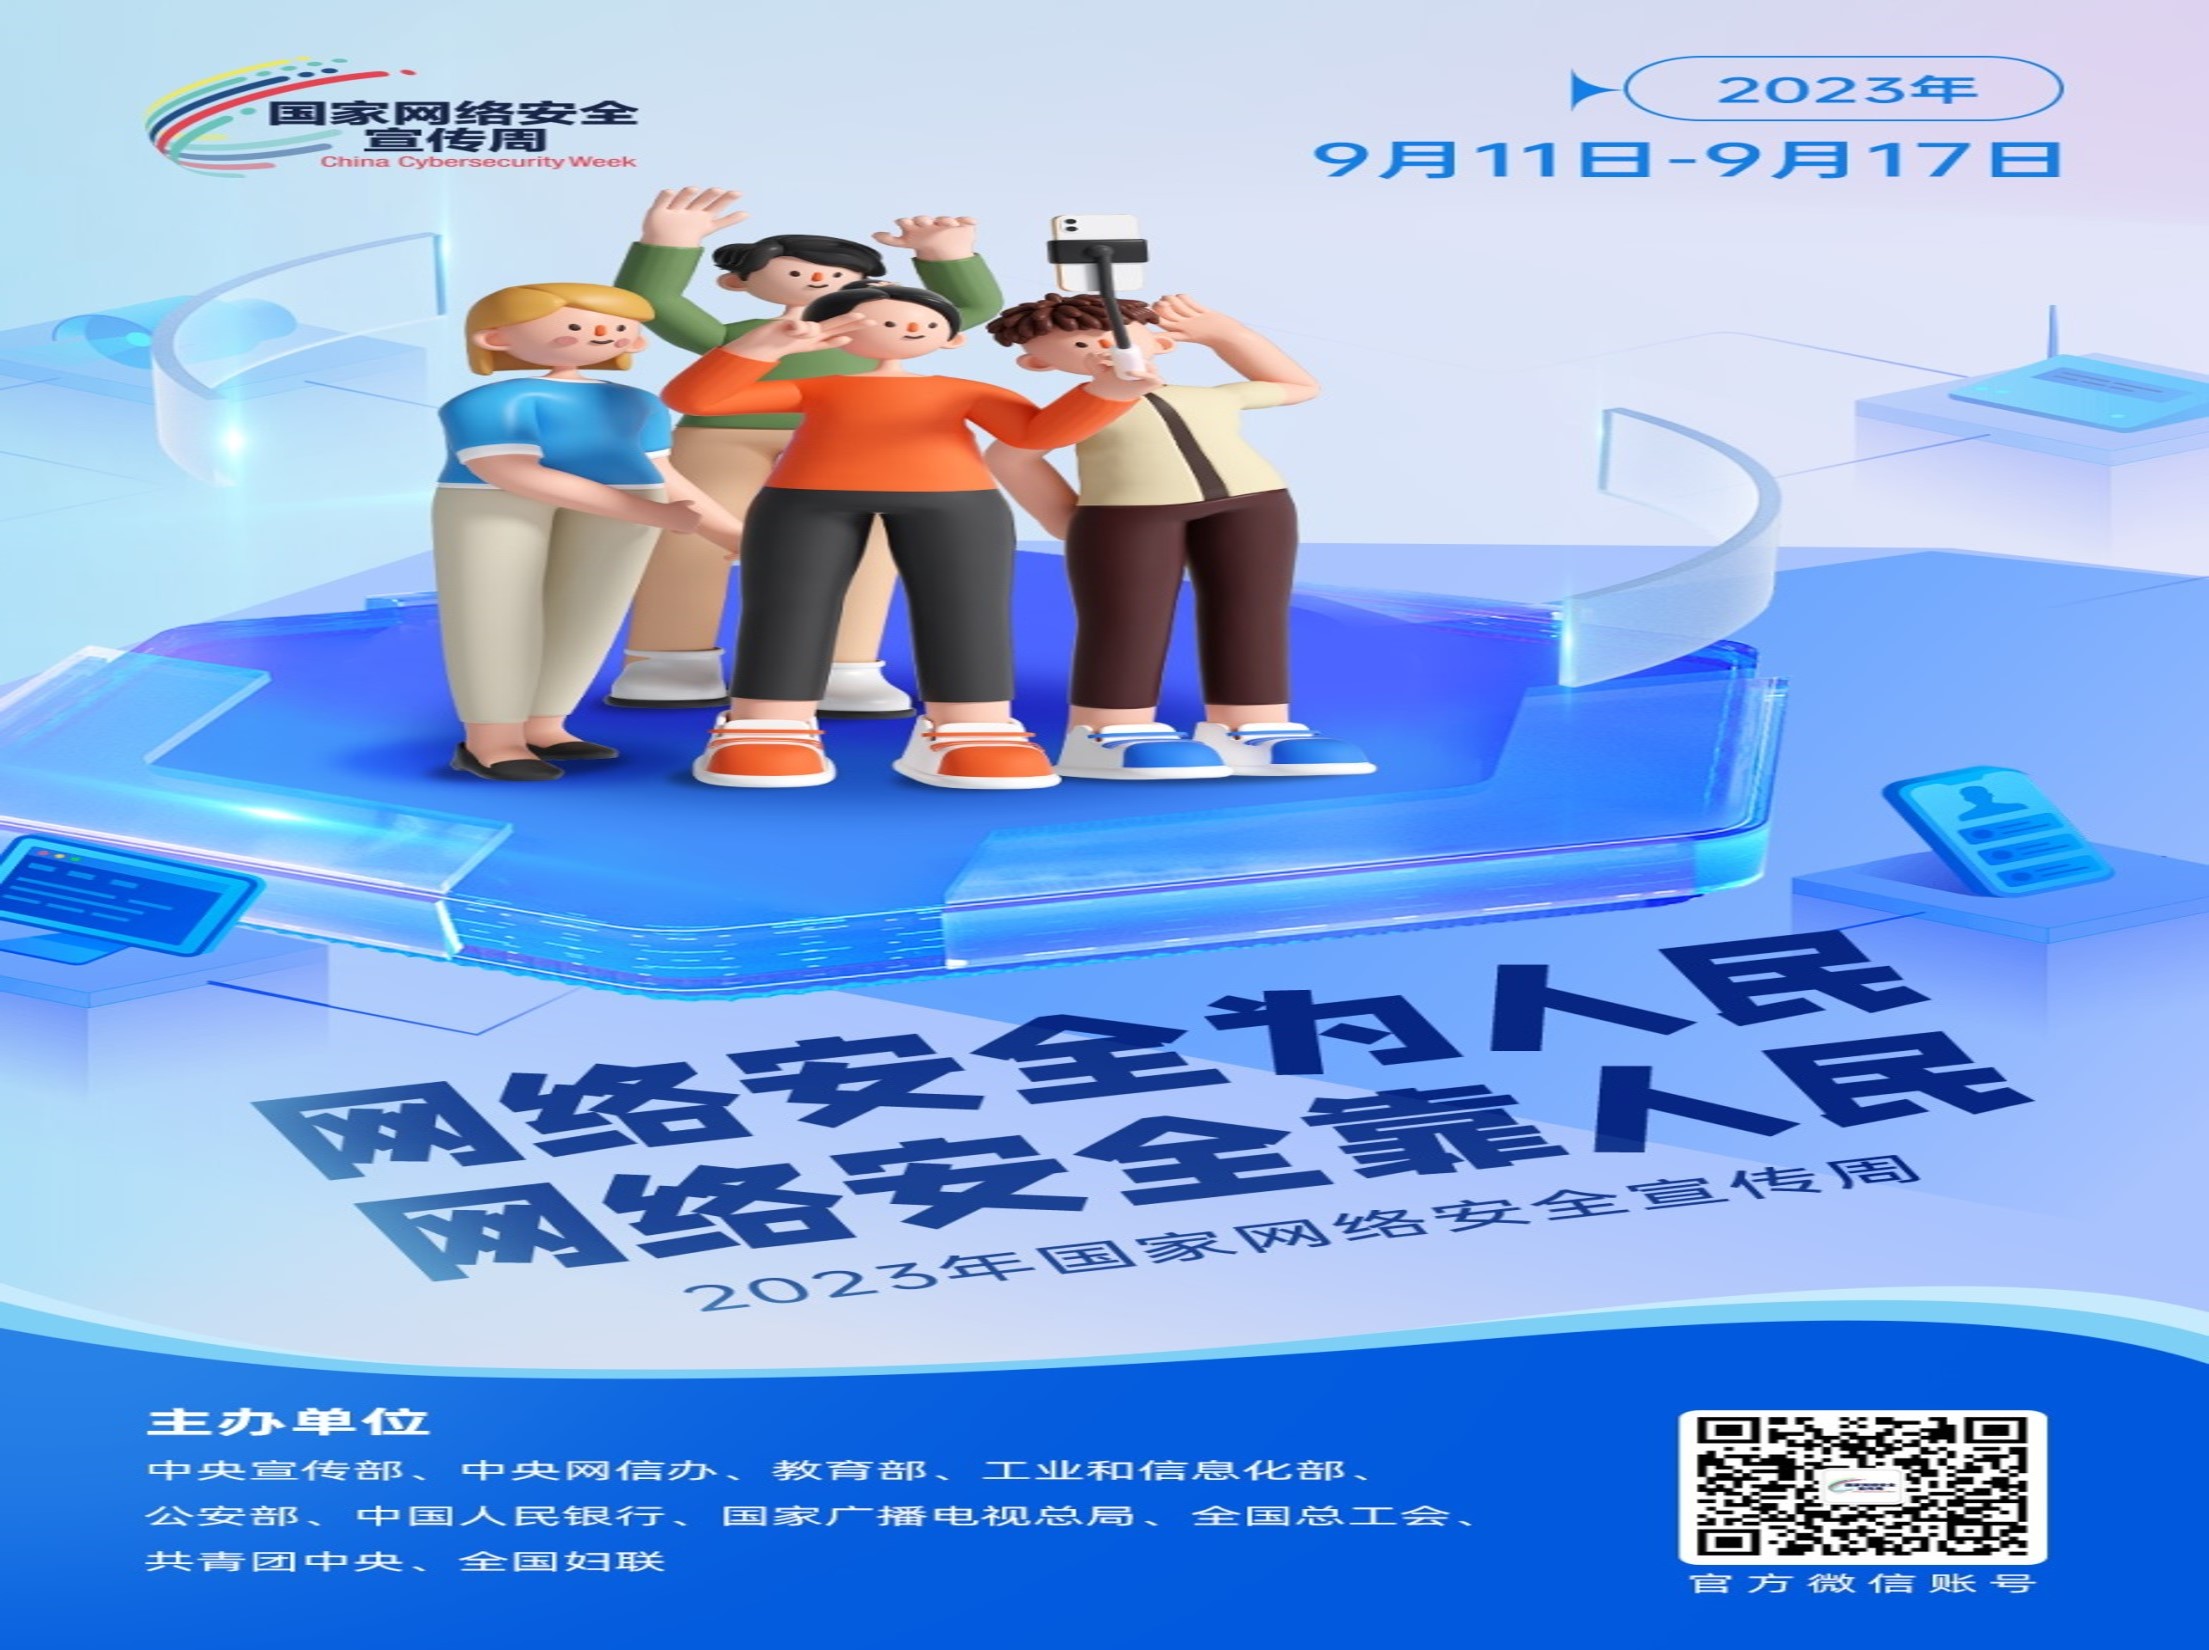 国家网络安全
宣传周
China Cybersecurity Week
2023年
9月11日-9月17日
网络安全为人民
网络安全靠人民
2023年国家网络安全宣传周
主办单位
中央宣传部、中央网信办、教育部、工业和信息化部、
公安部、中国人民银行、国家广播电视总局、全国总工会、
共青团中央、全国妇联
官方微信账号